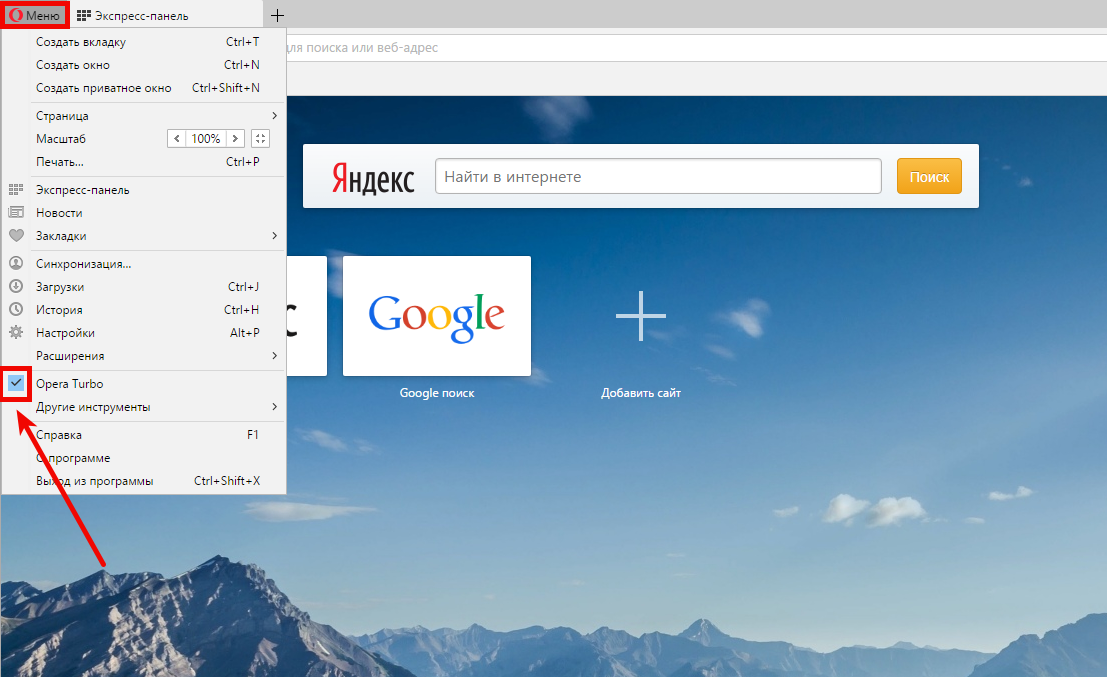 Меню
Экспресс-панель
для поиска или веб-адрес
Создать вкладку Ctrl+T
Создать окно Ctrl+N
Создать приватное окно Ctrl+Shift+N
Страница
Масштаб 100%
Печать... Ctrl+P
Экспресс-панель
Новости
Закладки
Синхронизация...
Загрузки Ctrl+J
История Ctrl+H
Настройки Alt+P
Расширения
Opera Turbo
Другие инструменты
Справка F1
О программе
Выход из программы Ctrl+Shift+X
Яндекс
Найти в интернете
Поиск
с
Google
Google поиск
Добавить сайт